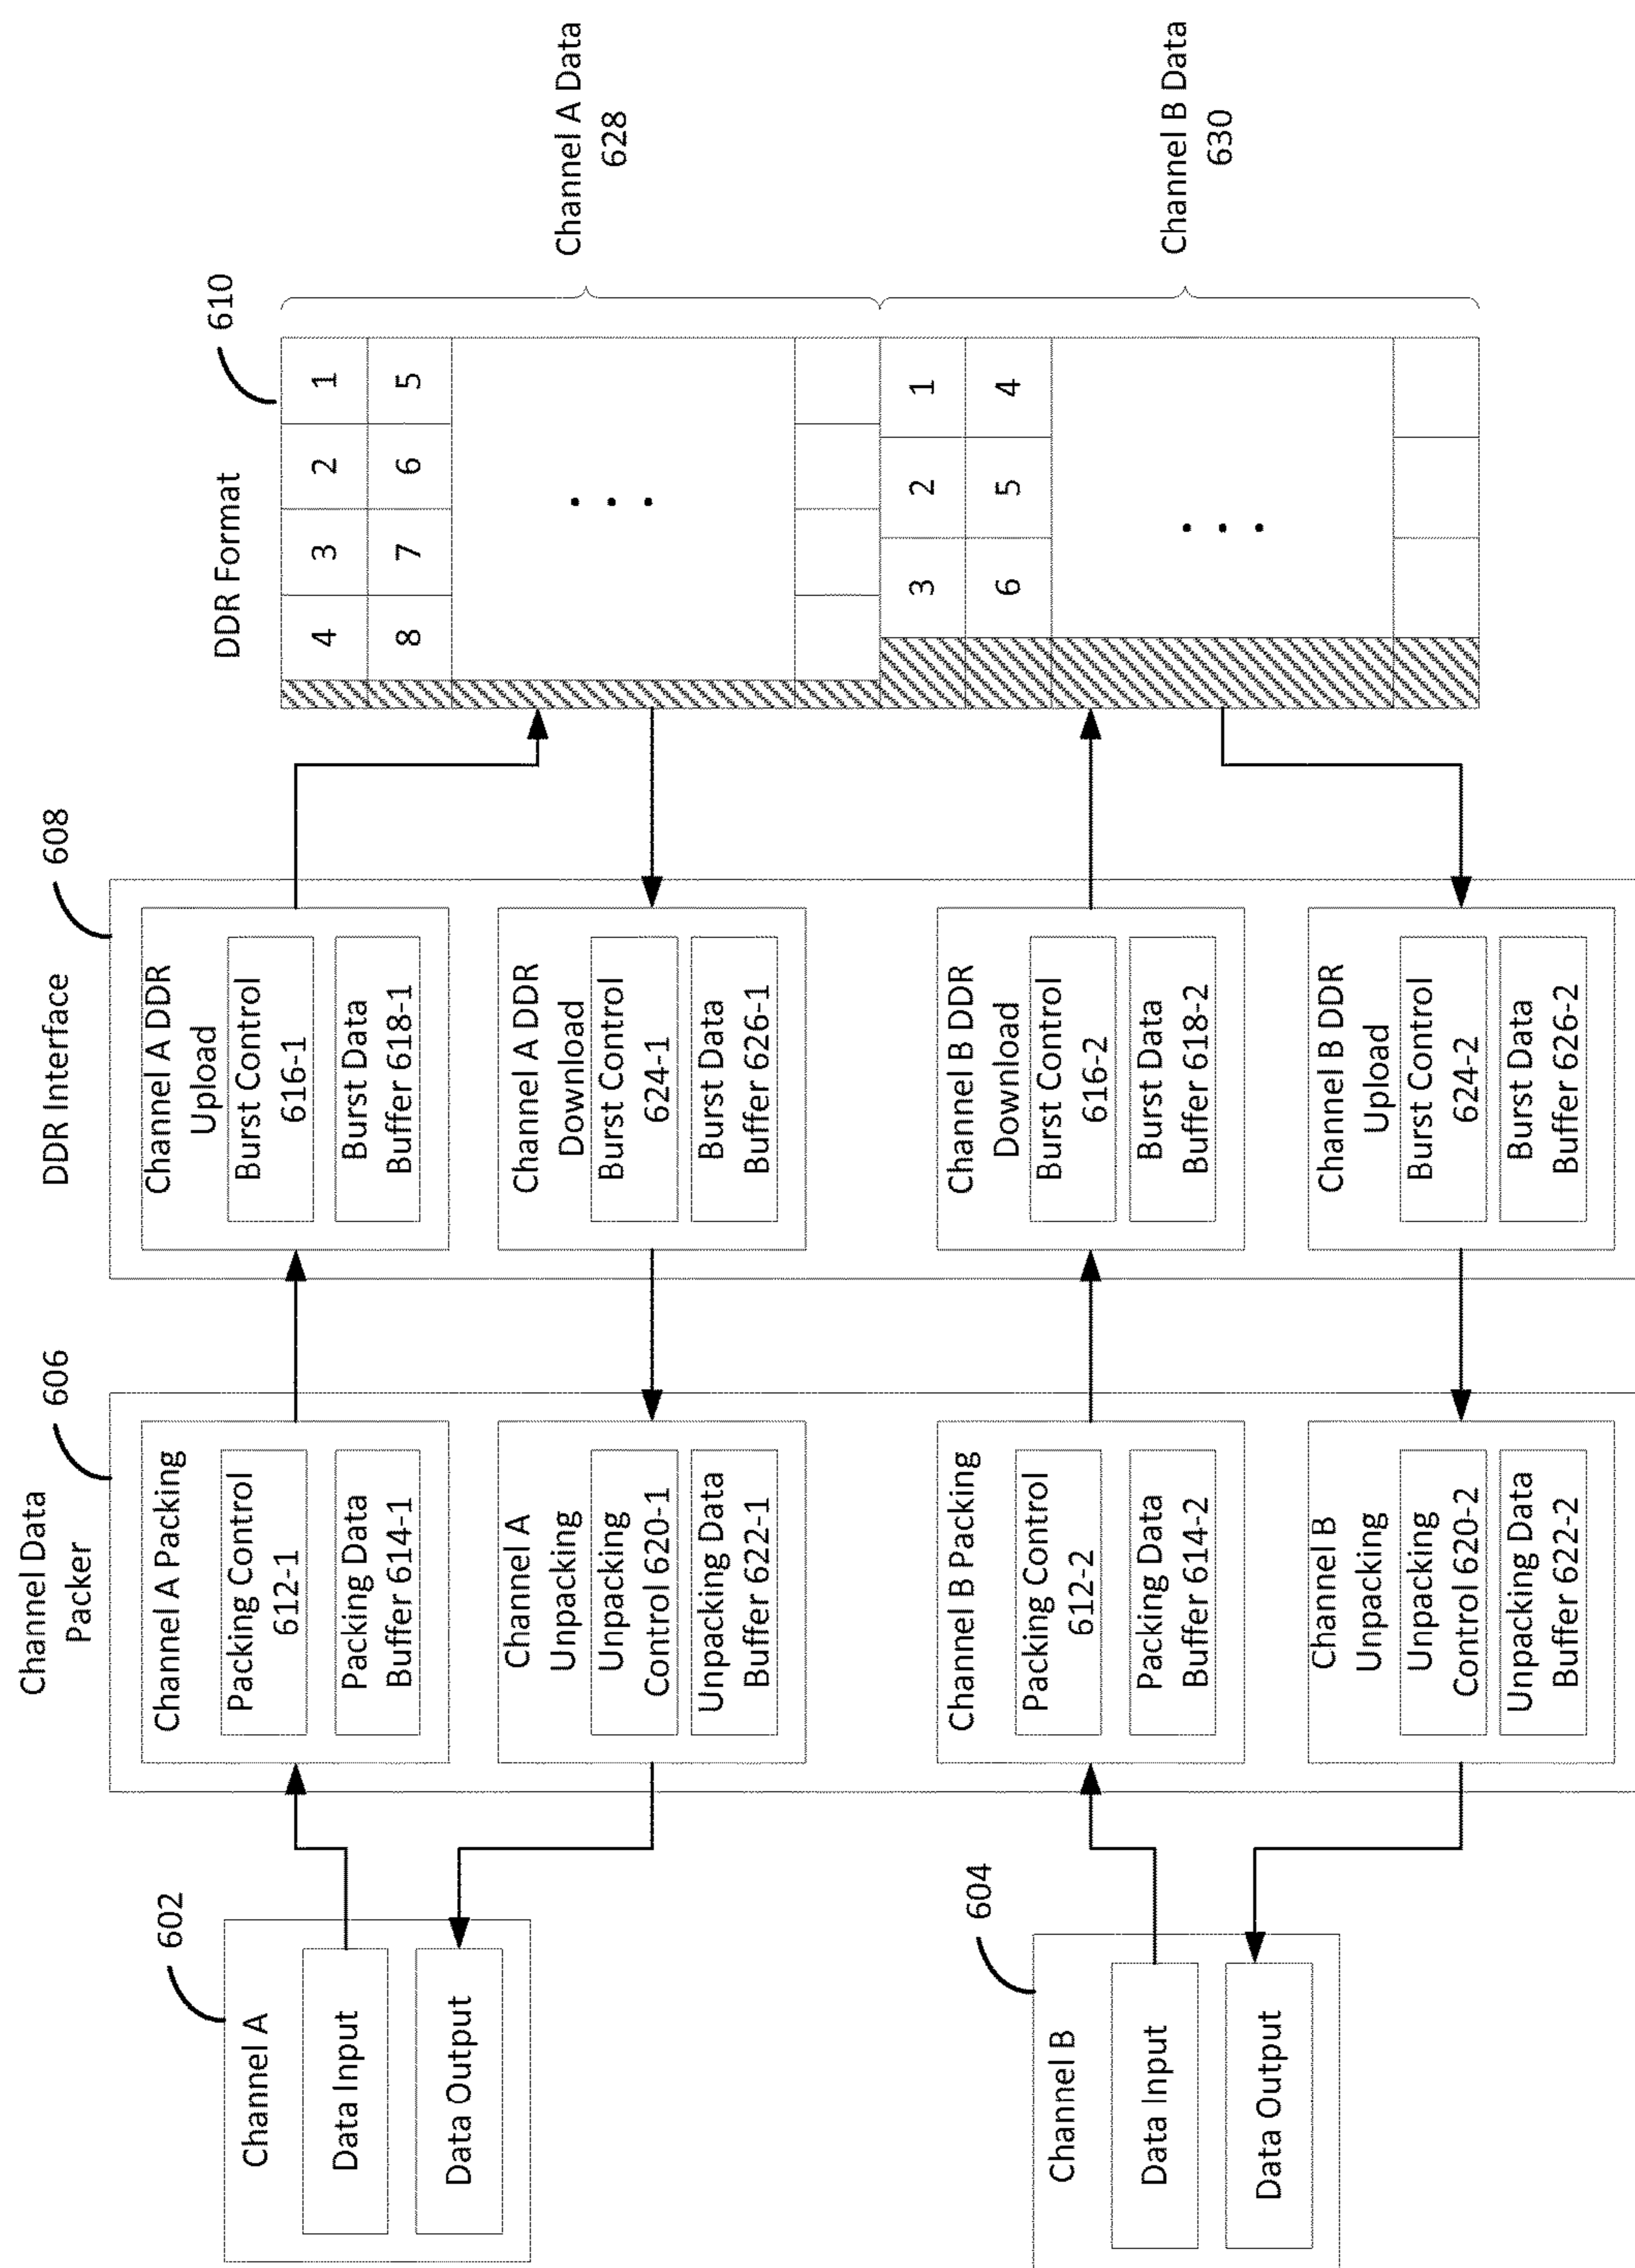 Channel A
602
Data Input
Data Output
Channel B
604
Data Input
Data Output
Channel Data
Packer
606
Channel A Packing
Packing Control
612-1
Packing Data
Buffer 614-1
Channel A
Unpacking
Unpacking
Control 620-1
Unpacking Data
Buffer 622-1
Channel B Packing
Packing Control
612-2
Packing Data
Buffer 614-2
Channel B
Unpacking
Unpacking
Control 620-2
Unpacking Data
Buffer 622-2
DDR Interface
608
Channel A DDR
Upload
Burst Control
616-1
Burst Data
Buffer 618-1
Channel A DDR
Download
Burst Control
624-1
Burst Data
Buffer 626-1
Channel B DDR
Download
Burst Control
616-2
Burst Data
Buffer 618-2
Channel B DDR
Upload
Burst Control
624-2
Burst Data
Buffer 626-2
DDR Format
610
4 3 2 1
8 7 6 5
. . .
3 2 1
6 5 4
. . .
Channel A Data
628
Channel B Data
630